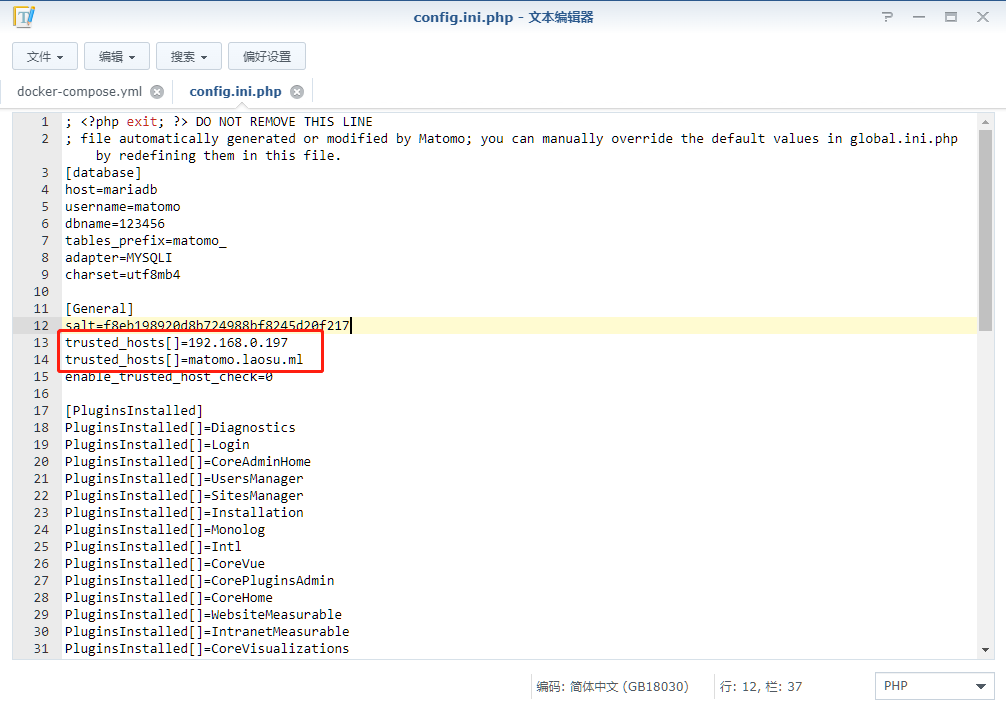 config.ini.php - 文本编辑器
文件 编辑 搜索 偏好设置
docker-compose.yml config.ini.php
1 ; <?php exit; ?> DO NOT REMOVE THIS LINE
2 ; file automatically generated or modified by Matomo; you can manually override the default values in global.ini.php
by redefining them in this file.
3 [database]
4 host=mariadb
5 username=matomo
6 dbname=123456
7 tables_prefix=matomo_
8 adapter=MYSQLI
9 charset=utf8mb4
10
11 [General]
12 salt=f8eb198920d8b724988bf8245d20f217
13 trusted_hosts[]=192.168.0.197
14 trusted_hosts[]=matomo.laosu.ml
15 enable_trusted_host_check=0
16
17 [PluginsInstalled]
18 PluginsInstalled[]=Diagnostics
19 PluginsInstalled[]=Login
20 PluginsInstalled[]=CoreAdminHome
21 PluginsInstalled[]=UsersManager
22 PluginsInstalled[]=SitesManager
23 PluginsInstalled[]=Installation
24 PluginsInstalled[]=Monolog
25 PluginsInstalled[]=Intl
26 PluginsInstalled[]=CoreVue
27 PluginsInstalled[]=CorePluginsAdmin
28 PluginsInstalled[]=CoreHome
29 PluginsInstalled[]=WebsiteMeasurable
30 PluginsInstalled[]=IntranetMeasurable
31 PluginsInstalled[]=CoreVisualizations
编码: 简体中文 (GB18030) 行: 12, 栏: 37 PHP